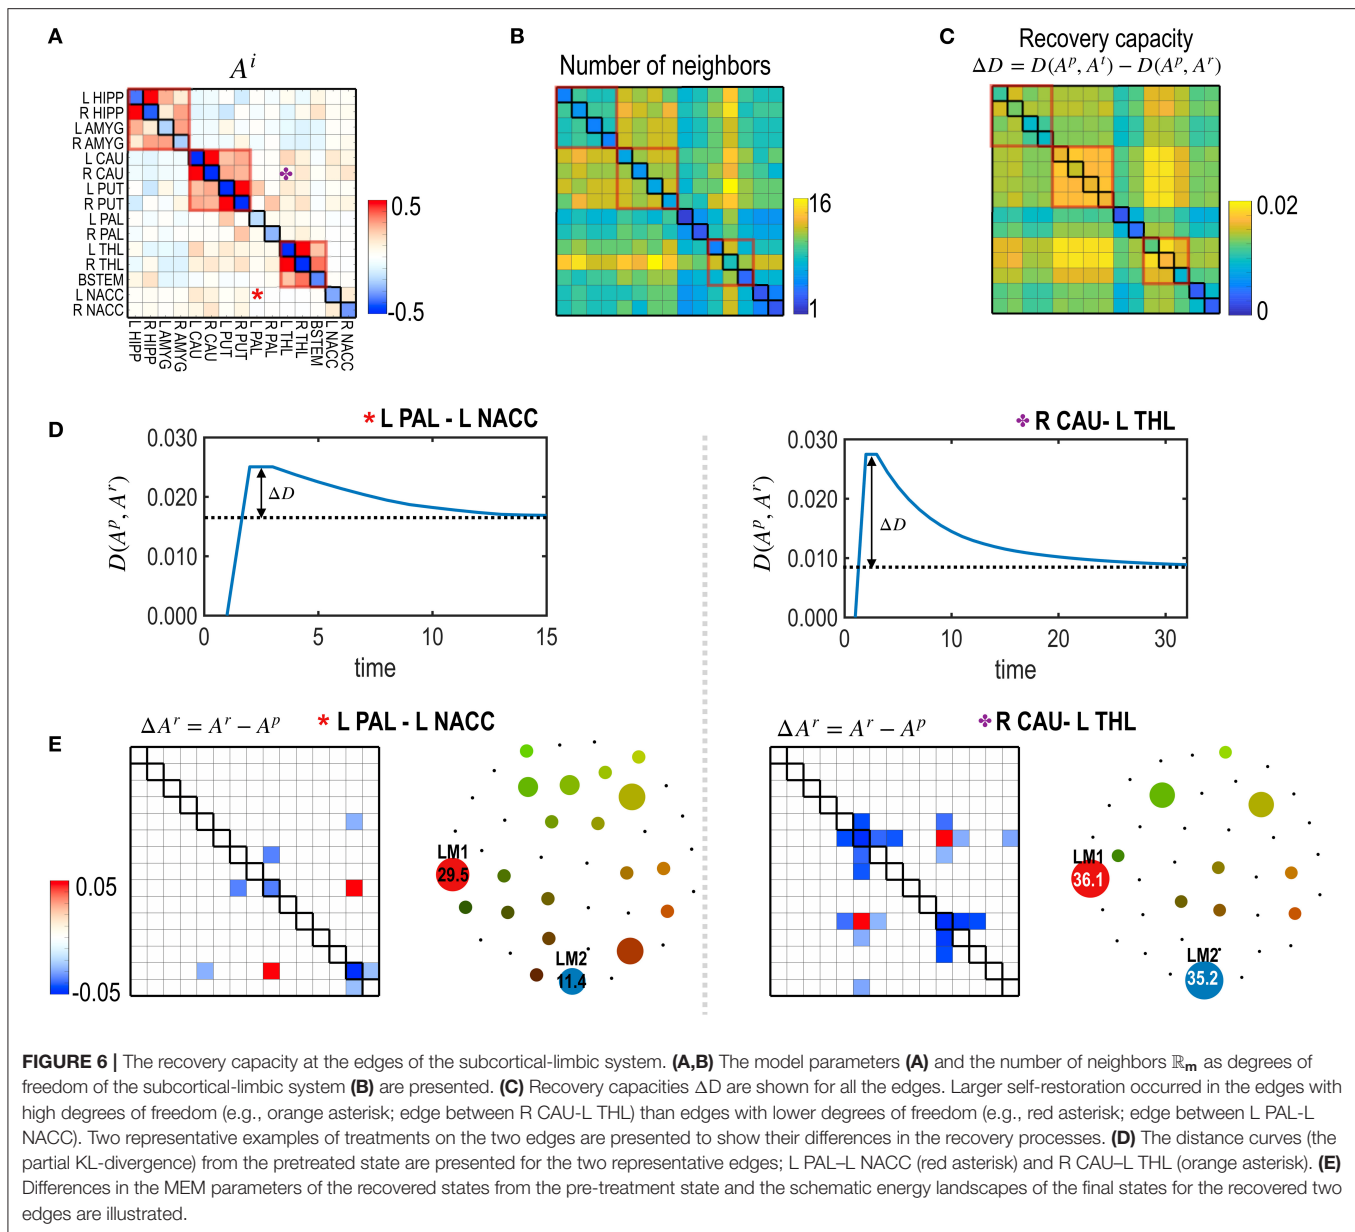 A
B
C
A^i
Number of neighbors
Recovery capacity
ΔD = D(A^p, A^t) − D(A^p, A^r)
L HIPP
R HIPP
L AMYG
R AMYG
L CAU
R CAU
L PUT
R PUT
L PAL
R PAL
L THL
R THL
BSTEM
L NACC
R NACC
L HIPP
R HIPP
L AMYG
R AMYG
L CAU
R CAU
L PUT
R PUT
L PAL
R PAL
L THL
R THL
BSTEM
L NACC
R NACC
0.5
-0.5
16
1
0.02
0
D
* L PAL - L NACC
D(A^p, A^r)
0.030
0.020
0.010
0.000
ΔD
0 5 10 15
time
✤ R CAU- L THL
D(A^p, A^r)
0.030
0.020
0.010
0.000
ΔD
0 10 20 30
time
E
ΔA^r = A^r − A^p
* L PAL - L NACC
0.05
-0.05
LM1
29.5
LM2
11.4
ΔA^r = A^r − A^p
✤ R CAU- L THL
LM1
36.1
LM2
35.2
FIGURE 6 | The recovery capacity at the edges of the subcortical-limbic system. (A,B) The model parameters (A) and the number of neighbors ℝm as degrees of
freedom of the subcortical-limbic system (B) are presented. (C) Recovery capacities ΔD are shown for all the edges. Larger self-restoration occurred in the edges with
high degrees of freedom (e.g., orange asterisk; edge between R CAU-L THL) than edges with lower degrees of freedom (e.g., red asterisk; edge between L PAL-L
NACC). Two representative examples of treatments on the two edges are presented to show their differences in the recovery processes. (D) The distance curves (the
partial KL-divergence) from the pretreated state are presented for the two representative edges; L PAL–L NACC (red asterisk) and R CAU–L THL (orange asterisk). (E)
Differences in the MEM parameters of the recovered states from the pre-treatment state and the schematic energy landscapes of the final states for the recovered two
edges are illustrated.